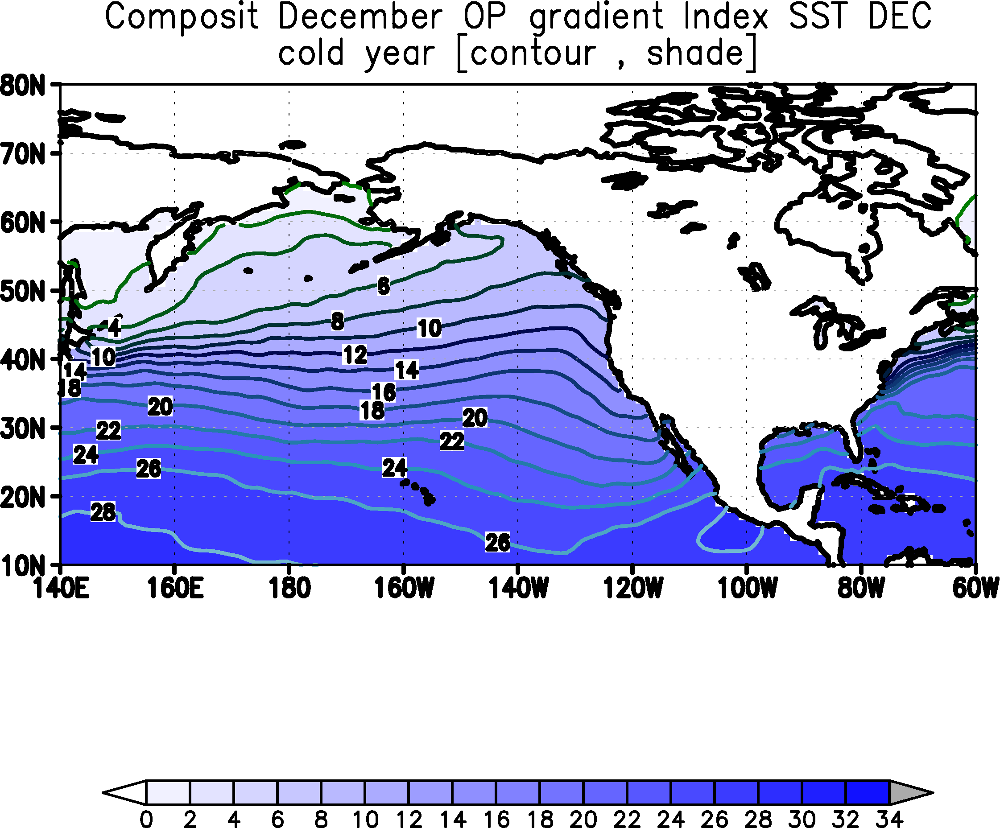 Composit December OP gradient Index SST DEC
cold year [contour , shade]
80N
70N
60N
50N
40N
30N
20N
10N
6
4
8
10
10
12
14
14
18
16
18
20
20
22
22
24
24
26
28
26
140E 160E 180 160W 140W 120W 100W 80W 60W
0 2 4 6 8 10 12 14 16 18 20 22 24 26 28 30 32 34